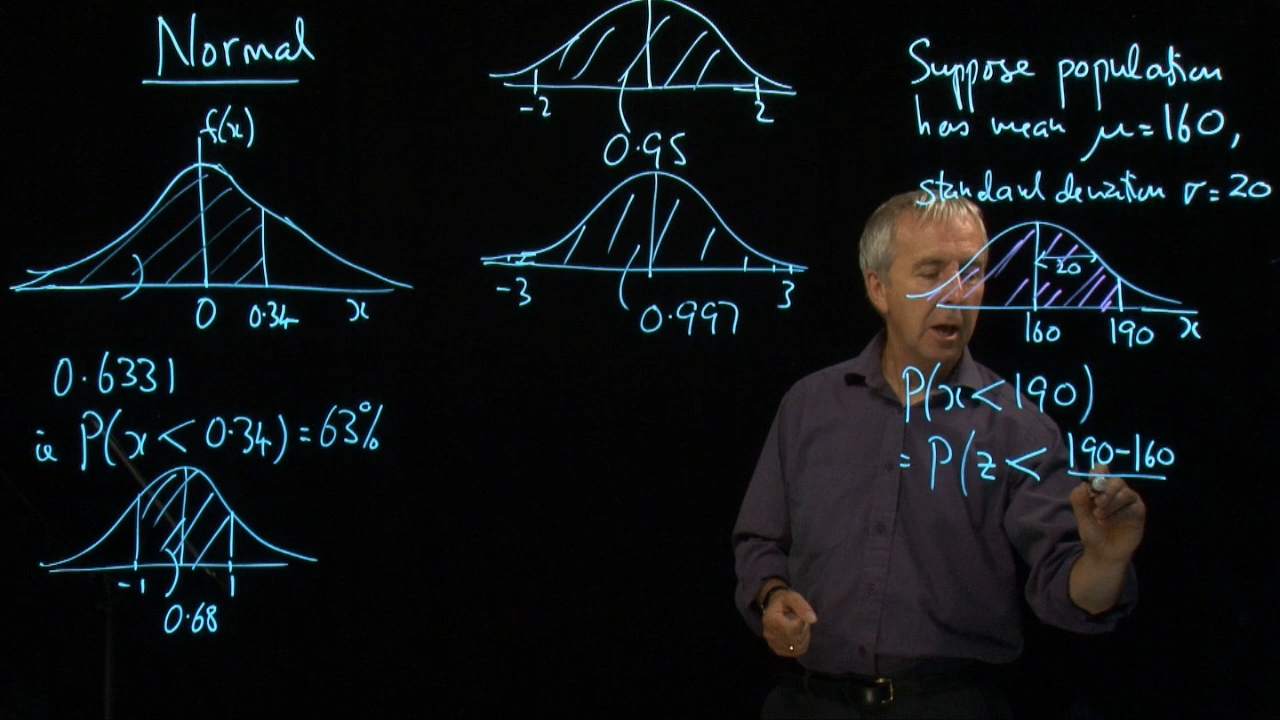 Normal
f(x)
0 0.34 x
0.6331
ie P(x < 0.34) = 63%
-1 1
0.68
-2 2
0.95
-3 3
0.997
Suppose population
has mean μ = 160,
standard deviation σ = 20
20
160 190 x
P(x < 190)
= P(z < 190-160